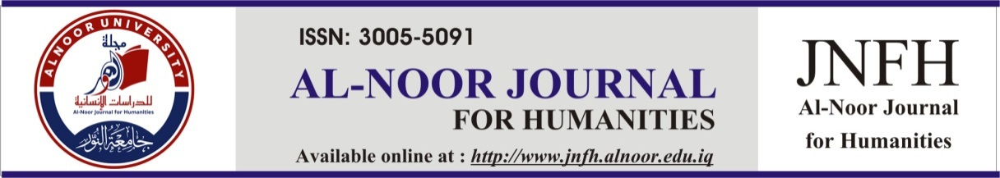 ALNOOR UNIVERSITY
مجلة
النور
للدراسات الإنسانية
Al-Noor Journal for Humanities
جامعة النور
ISSN: 3005-5091
AL-NOOR JOURNAL
FOR HUMANITIES
Available online at : http://www.jnfh.alnoor.edu.iq
JNFH
Al-Noor Journal
for Humanities